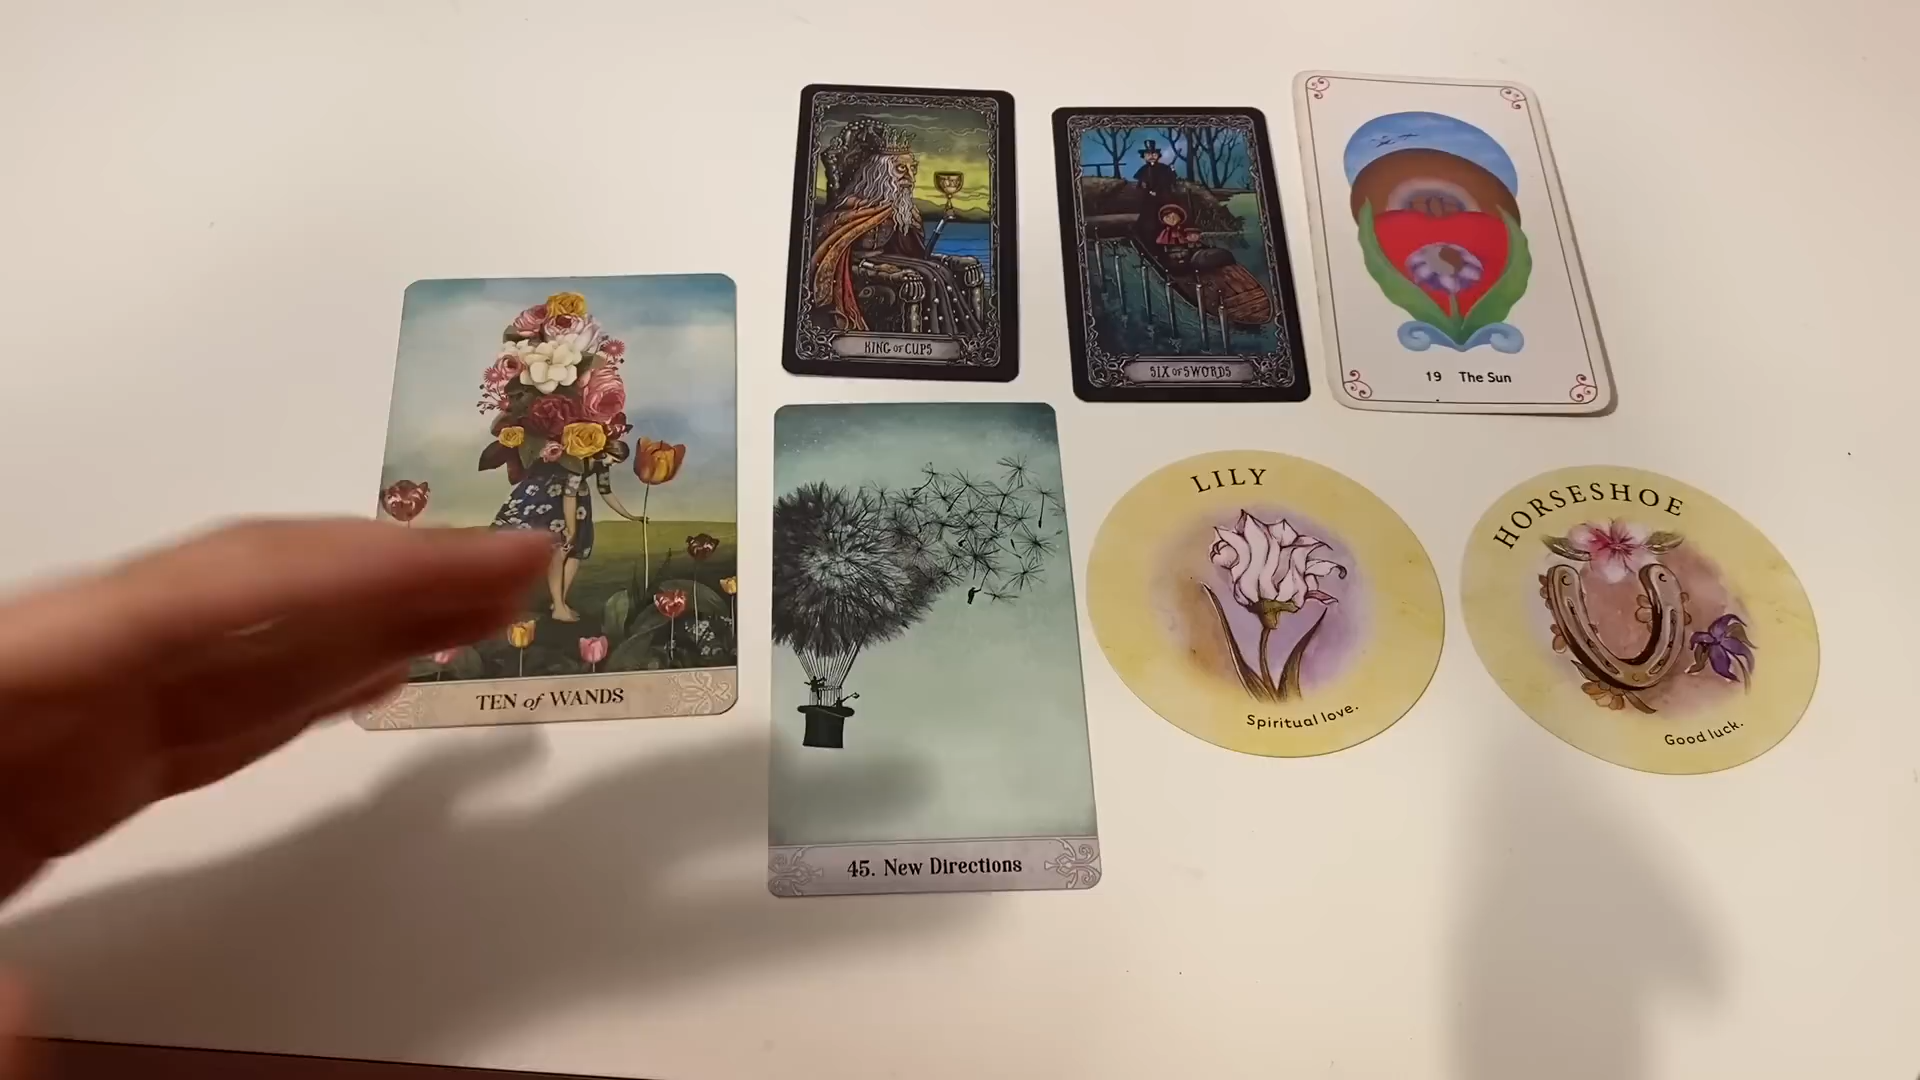 KING OF CUPS
SIX OF SWORDS
19 The Sun
TEN of WANDS
45. New Directions
LILY
Spiritual love.
HORSESHOE
Good luck.